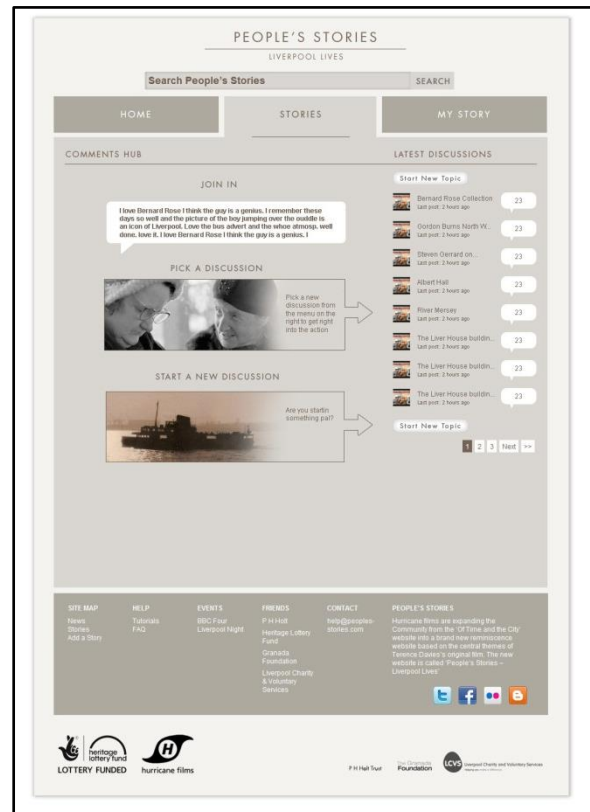 PEOPLE'S STORIES
LIVERPOOL LIVES
Search People's Stories
SEARCH
HOME
STORIES
MY STORY
COMMENTS HUB
JOIN IN
I love Bernard Rose I think the guy is a genius. I remember these
days so well and the picture of the boy jumping over the puddle is
an icon of Liverpool. Love the bus advert and the whoe atmosp. well
done. love it. I love Bernard Rose I think the guy is a genius. I
PICK A DISCUSSION
Pick a new
discussion from
the menu on the
right to get right
into the action
START A NEW DISCUSSION
Are you startin
something pal?
LATEST DISCUSSIONS
Start New Topic
Bernard Rose Collection
Last post: 2 hours ago
23
Gordon Burns North W...
Last post: 2 hours ago
23
Steven Gerrard on...
Last post: 2 hours ago
23
Albert Hall
Last post: 2 hours ago
23
River Mersey
Last post: 2 hours ago
23
The Liver House buildin...
Last post: 2 hours ago
23
The Liver House buildin...
Last post: 2 hours ago
23
The Liver House buildin...
Last post: 2 hours ago
23
Start New Topic
1 2 3 Next >>
SITE MAP
News
Stories
Add a Story
HELP
Tutorials
FAQ
EVENTS
BBC Four
Liverpool Night
FRIENDS
P H Holt
Heritage Lottery
Fund
Granada
Foundation
Liverpool Charity
& Voluntary
Services
CONTACT
help@peoples-
stories.com
PEOPLE'S STORIES
Hurricane films are expanding the
Community from the 'Of Time and the City'
website into a brand new reminiscence
website based on the central themes of
Terence Davies's original film. The new
website is called 'People's Stories –
Liverpool Lives'
heritage
lottery fund
LOTTERY FUNDED
hurricane films
P H Holt Trust
The Granada
Foundation
LCVS
Liverpool Charity and Voluntary Services